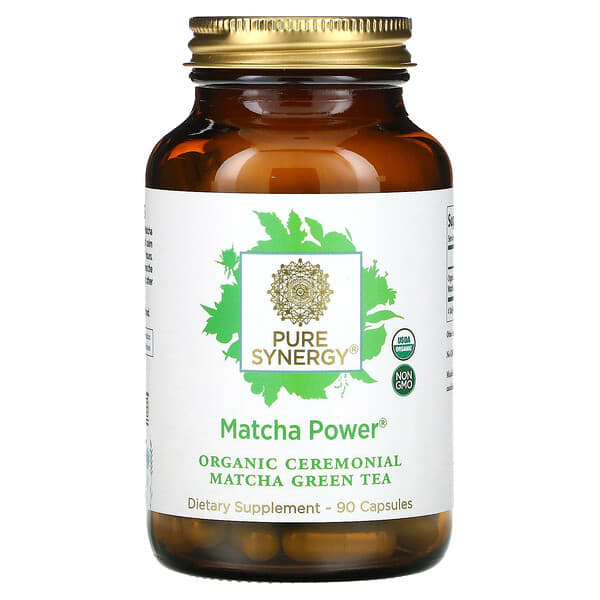 PURE
SYNERGY®
USDA
ORGANIC
NON
GMO
Matcha Power®
ORGANIC CEREMONIAL
MATCHA GREEN TEA
Dietary Supplement - 90 Capsules